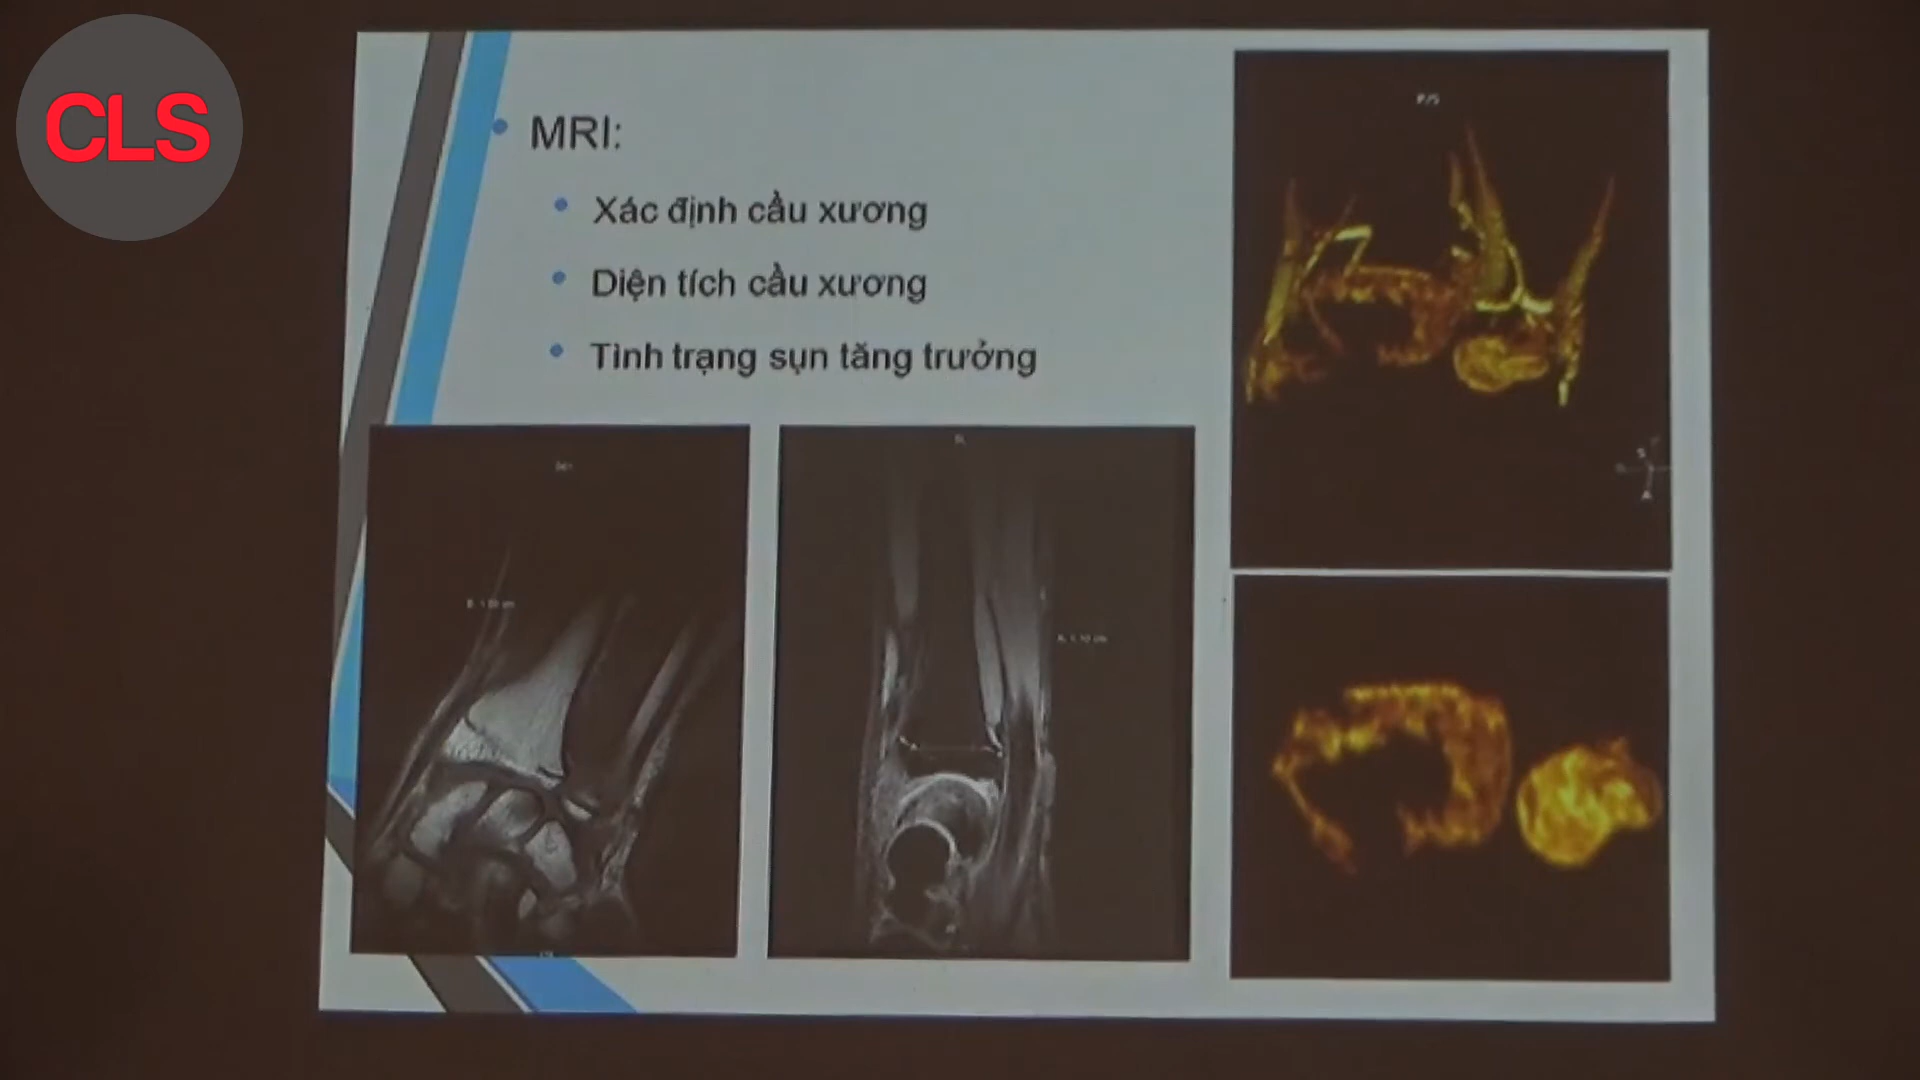 CLS
MRI:
Xác định cầu xương
Diện tích cầu xương
Tình trạng sụn tăng trưởng